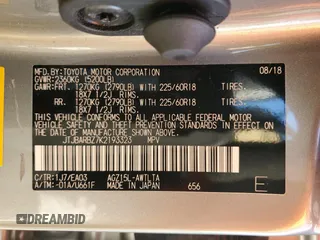 MFD.BY:TOYOTA MOTOR CORPORATION 08/18
GVWR:2360KG (5200LB)
GAWR:FRT. 1270KG (2790LB) WITH 225/60R18 TIRES.
18X7 1/2J RIMS.
RR. 1270KG (2790LB) WITH 225/60R18 TIRES.
18X7 1/2J RIMS.
THIS VEHICLE CONFORMS TO ALL APPLICABLE FEDERAL MOTOR
VEHICLE SAFETY AND THEFT PREVENTION STANDARDS IN EFFECT
ON THE DATE OF MANUFACTURE SHOWN ABOVE.
JTJBARBZ7K2193323 MPV
C/TR:1J7/EA03 AGZ15L-AWTLTA
A/TM:-01A/U661F MADE IN JAPAN 656 E
DREAMBID